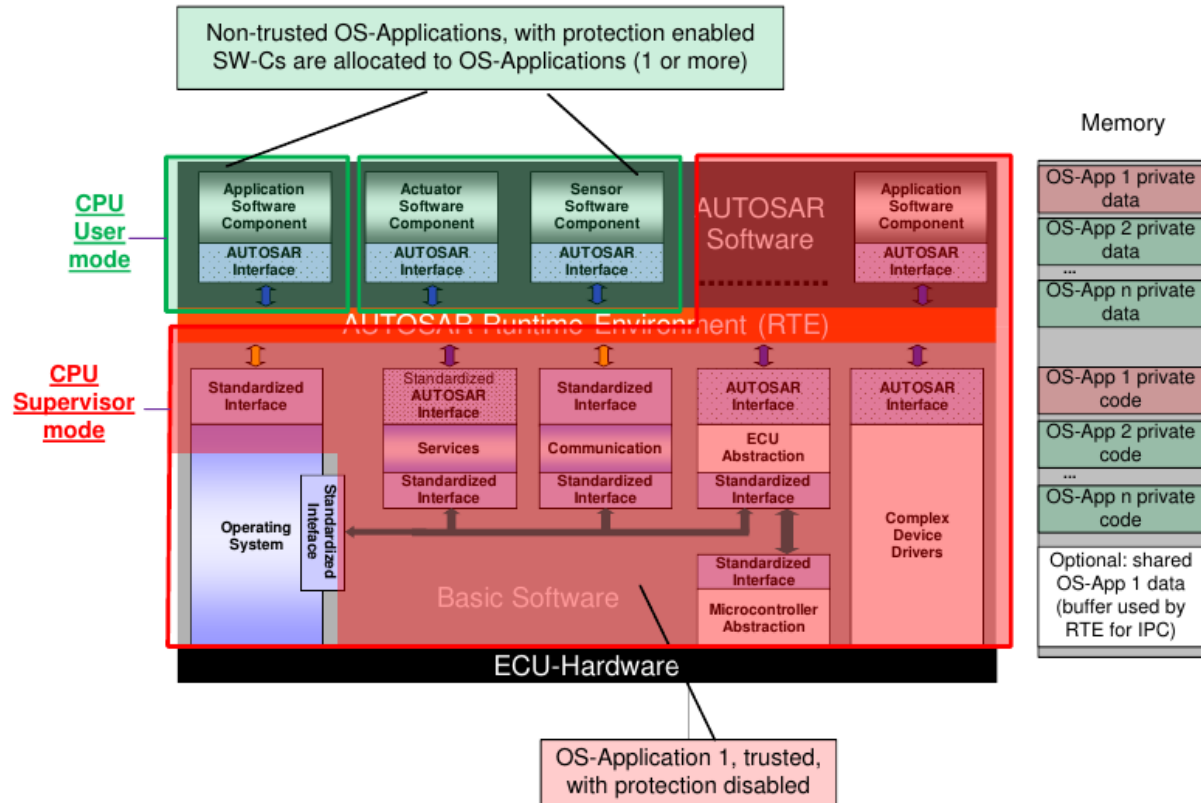 Non-trusted OS-Applications, with protection enabled
SW-Cs are allocated to OS-Applications (1 or more)
Memory
CPU
User
mode
Application
Software
Component
AUTOSAR
Interface
Actuator
Software
Component
AUTOSAR
Interface
Sensor
Software
Component
AUTOSAR
Interface
AUTOSAR
Software
Application
Software
Component
AUTOSAR
Interface
AUTOSAR Runtime Environment (RTE)
CPU
Supervisor
mode
Standardized
Interface
Operating
System
Standardized
Inteface
Standardized
AUTOSAR
Interface
Services
Standardized
Interface
Standardized
Interface
Communication
Standardized
Interface
AUTOSAR
Interface
ECU
Abstraction
Standardized
Interface
Standardized
Interface
Microcontroller
Abstraction
AUTOSAR
Interface
Complex
Device
Drivers
Basic Software
ECU-Hardware
OS-App 1 private
data
OS-App 2 private
data
...
OS-App n private
data
OS-App 1 private
code
OS-App 2 private
code
...
OS-App n private
code
Optional: shared
OS-App 1 data
(buffer used by
RTE for IPC)
OS-Application 1, trusted,
with protection disabled